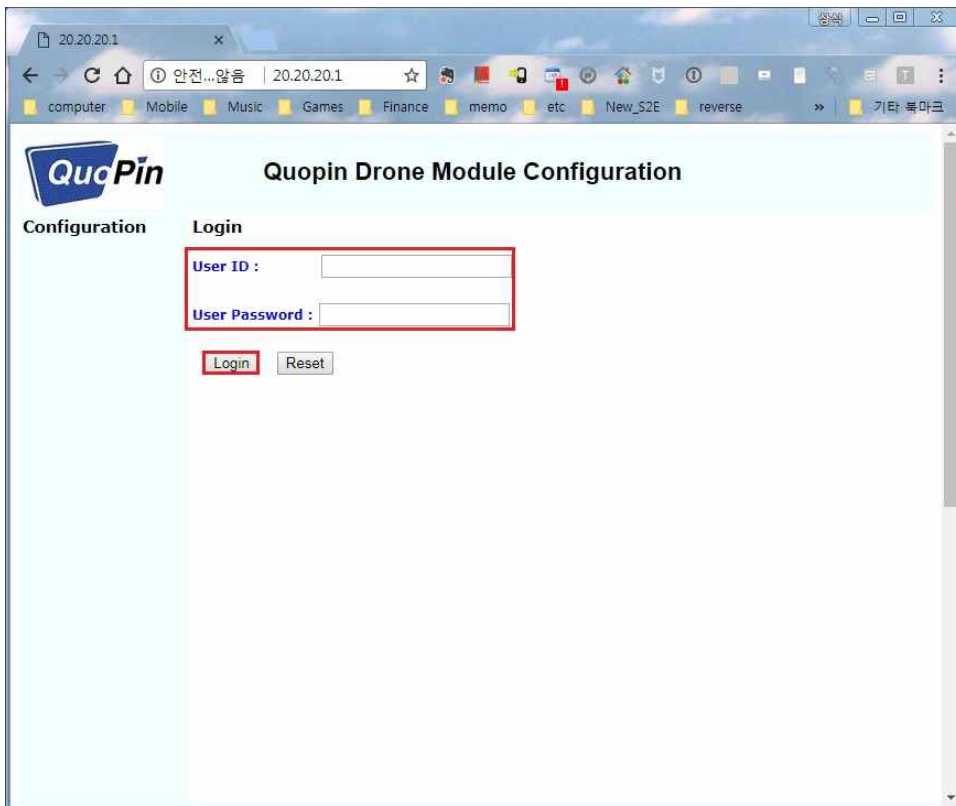 삼식
20.20.20.1
안전...않음 20.20.20.1
computer Mobile Music Games Finance memo etc New_S2E reverse » 기타 북마크
QuoPin
Quopin Drone Module Configuration
Configuration
Login
User ID :
User Password :
Login Reset